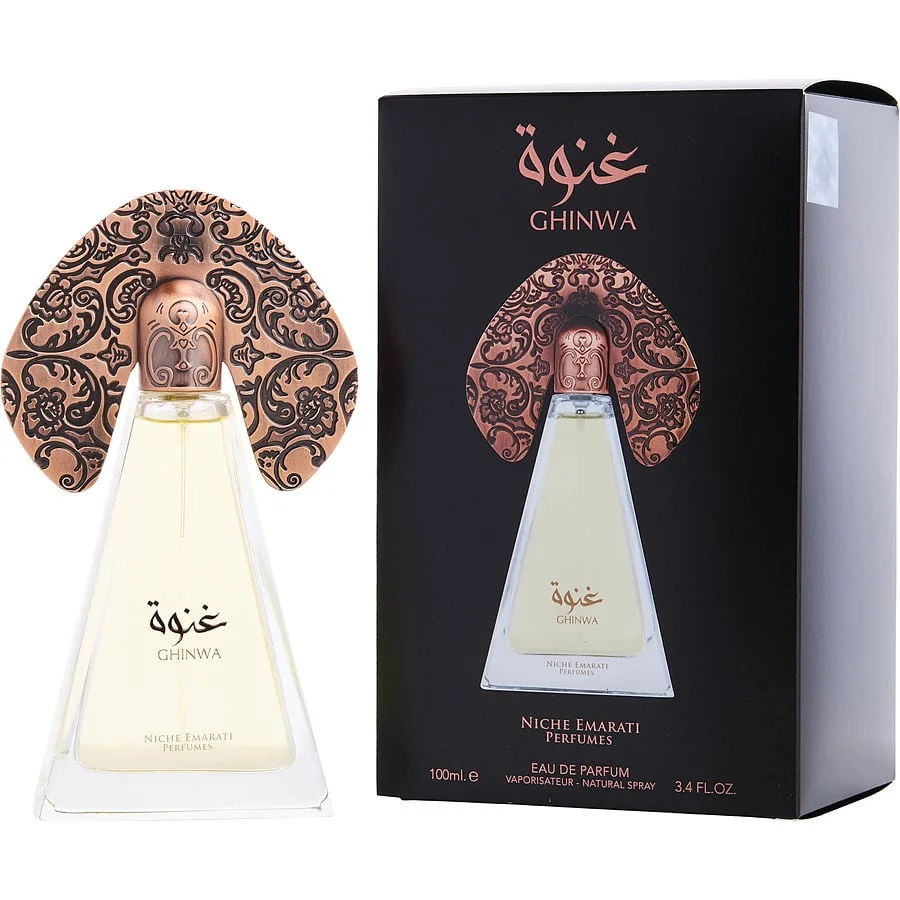 غنوة
GHINWA
NICHE EMARATI
PERFUMES
غنوة
GHINWA
غنوة
GHINWA
NICHE EMARATI
PERFUMES
NICHE EMARATI
PERFUMES
100ml. e
EAU DE PARFUM
VAPORISATEUR - NATURAL SPRAY
3.4 FL.OZ.